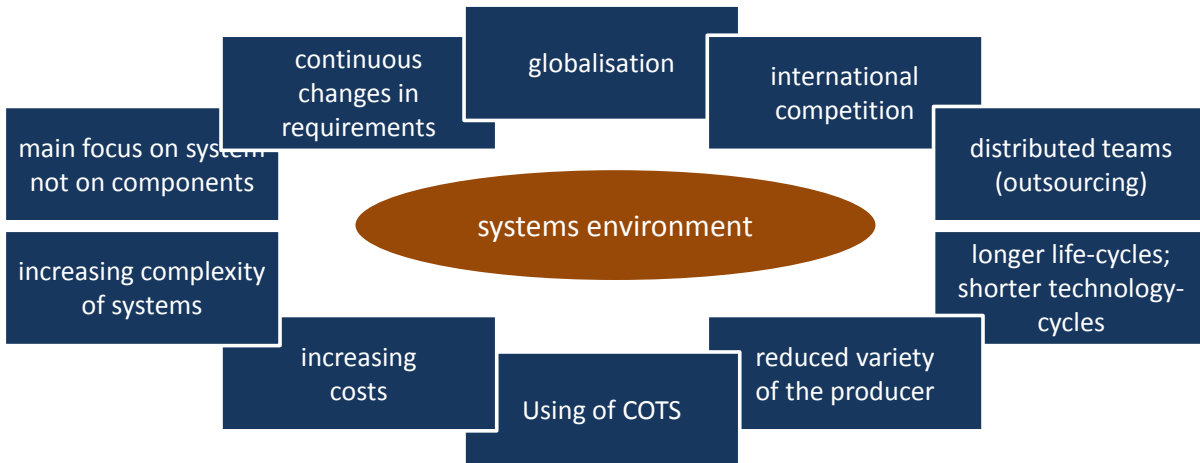 globalisation
continuous
changes in
requirements
international
competition
main focus on system
not on components
distributed teams
(outsourcing)
systems environment
increasing complexity
of systems
longer life-cycles;
shorter technology-
cycles
increasing
costs
reduced variety
of the producer
Using of COTS